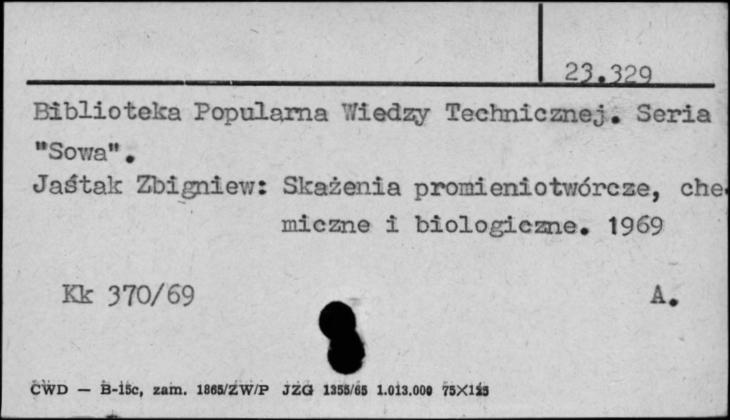 23.329
Biblioteka Popularna Wiedzy Technicznej. Seria
"Sowa".
Jaśtak Zbigniew: Skażenia promieniotwórcze, che-
miczne i biologiczne. 1969
Kk 370/69 A.
CWD — B-15c, zam. 1865/ZW/P JZG 1355/65 1.013.000 75X125